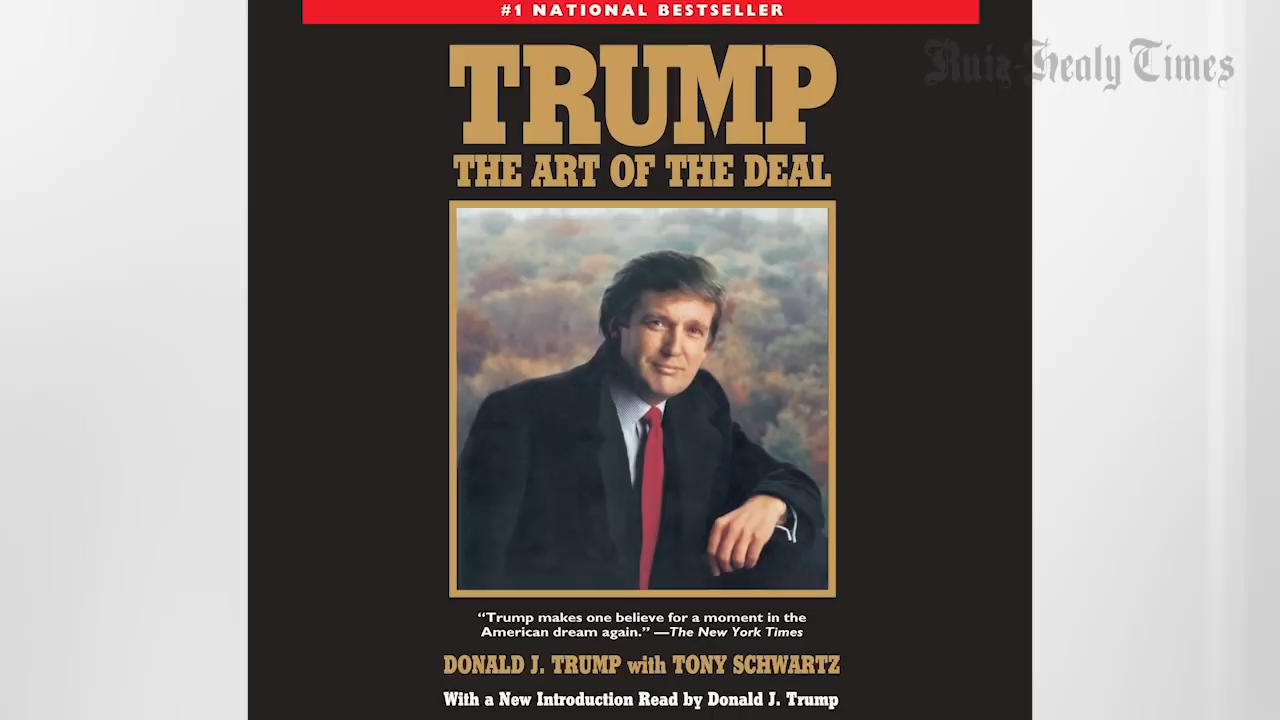 #1 NATIONAL BESTSELLER
Ruiz-Healy Times
TRUMP
THE ART OF THE DEAL
“Trump makes one believe for a moment in the
American dream again.” —The New York Times
DONALD J. TRUMP with TONY SCHWARTZ
With a New Introduction Read by Donald J. Trump